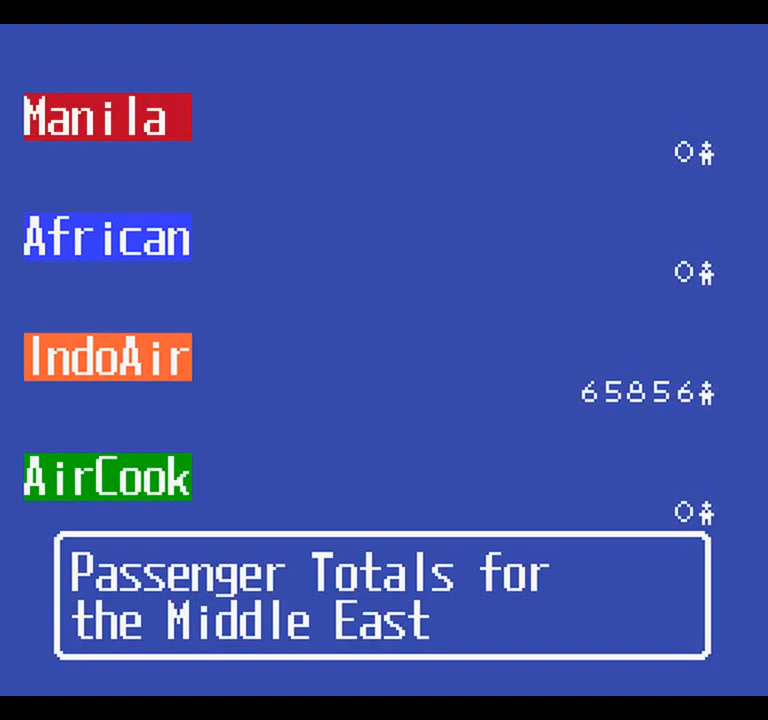 Manila
0
African
0
IndoAir
65856
AirCook
0
Passenger Totals for
the Middle East